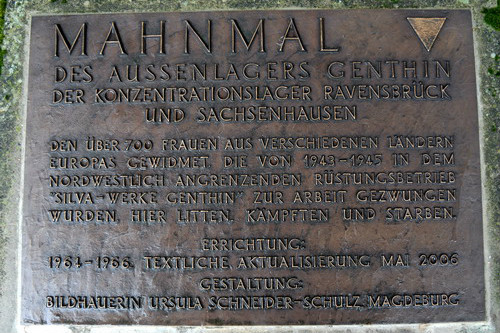 MAHNMAL
DES AUSSENLAGERS GENTHIN
DER KONZENTRATIONSLAGER RAVENSBRÜCK
UND SACHSENHAUSEN
DEN ÜBER 700 FRAUEN AUS VERSCHIEDENEN LÄNDERN
EUROPAS GEWIDMET, DIE VON 1943-1945 IN DEM
NORDWESTLICH ANGRENZENDEN RÜSTUNGSBETRIEB
"SILVA-WERKE GENTHIN" ZUR ARBEIT GEZWUNGEN
WURDEN, HIER LITTEN, KÄMPFTEN UND STARBEN.
ERRICHTUNG:
1964-1966, TEXTLICHE AKTUALISIERUNG MAI 2006
GESTALTUNG:
BILDHAUERIN URSULA SCHNEIDER-SCHULZ, MAGDEBURG